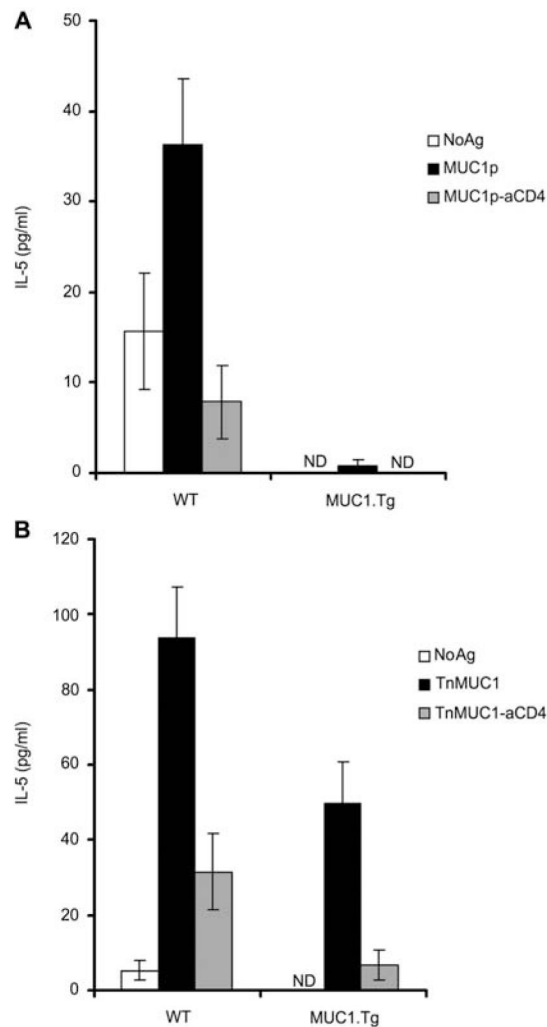 A
50
40
30
20
10
0
IL-5 (pg/ml)
NoAg
MUC1p
MUC1p-aCD4
ND
ND
WT
MUC1.Tg
B
120
100
80
60
40
20
0
IL-5 (pg/ml)
NoAg
TnMUC1
TnMUC1-aCD4
ND
WT
MUC1.Tg